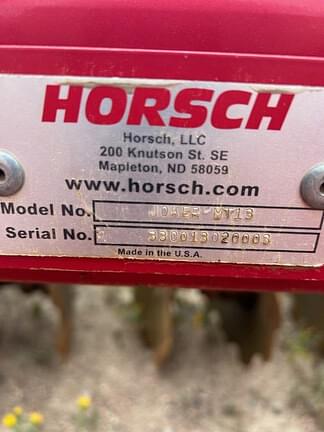 HORSCH
Horsch, LLC
200 Knutson St. SE
Mapleton, ND 58059
www.horsch.com
Model No. JOKER MT13
Serial No.
Made in the U.S.A.